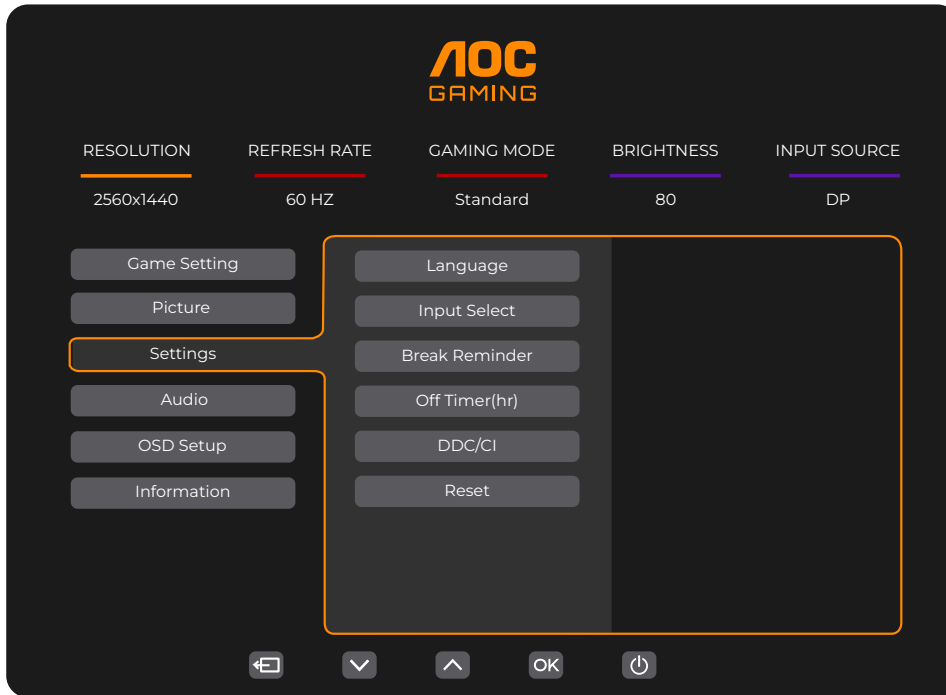 AOC
GAMING
RESOLUTION REFRESH RATE GAMING MODE BRIGHTNESS INPUT SOURCE
2560x1440 60 HZ Standard 80 DP
Game Setting
Picture
Settings
Audio
OSD Setup
Information
Language
Input Select
Break Reminder
Off Timer(hr)
DDC/CI
Reset
OK